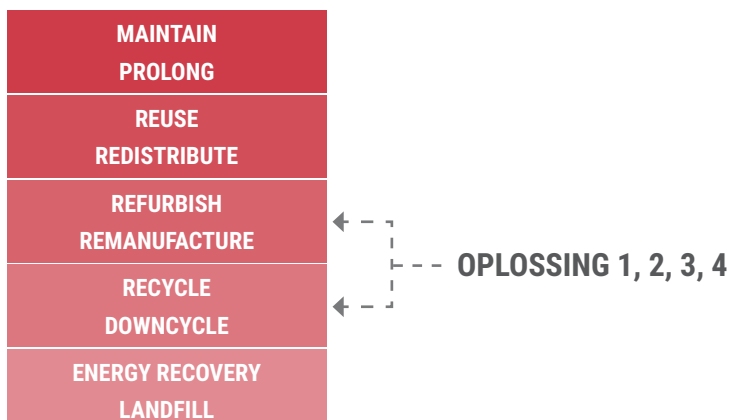 MAINTAIN
PROLONG
REUSE
REDISTRIBUTE
REFURBISH
REMANUFACTURE
RECYCLE
DOWNCYCLE
ENERGY RECOVERY
LANDFILL
OPLOSSING 1, 2, 3, 4